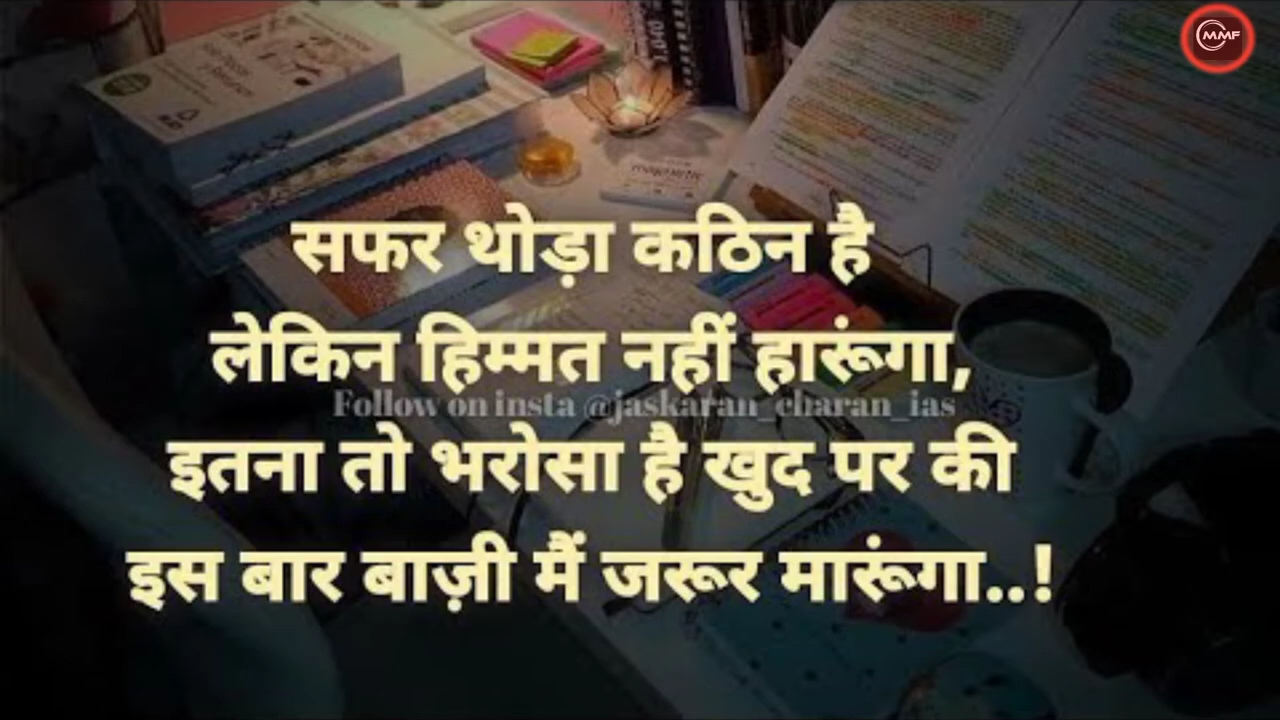 MMF
सफर थोड़ा कठिन है
लेकिन हिम्मत नहीं हारूंगा,
Follow on insta @jaskaran_charan_ias
इतना तो भरोसा है खुद पर की
इस बार बाज़ी मैं जरूर मारूंगा..!